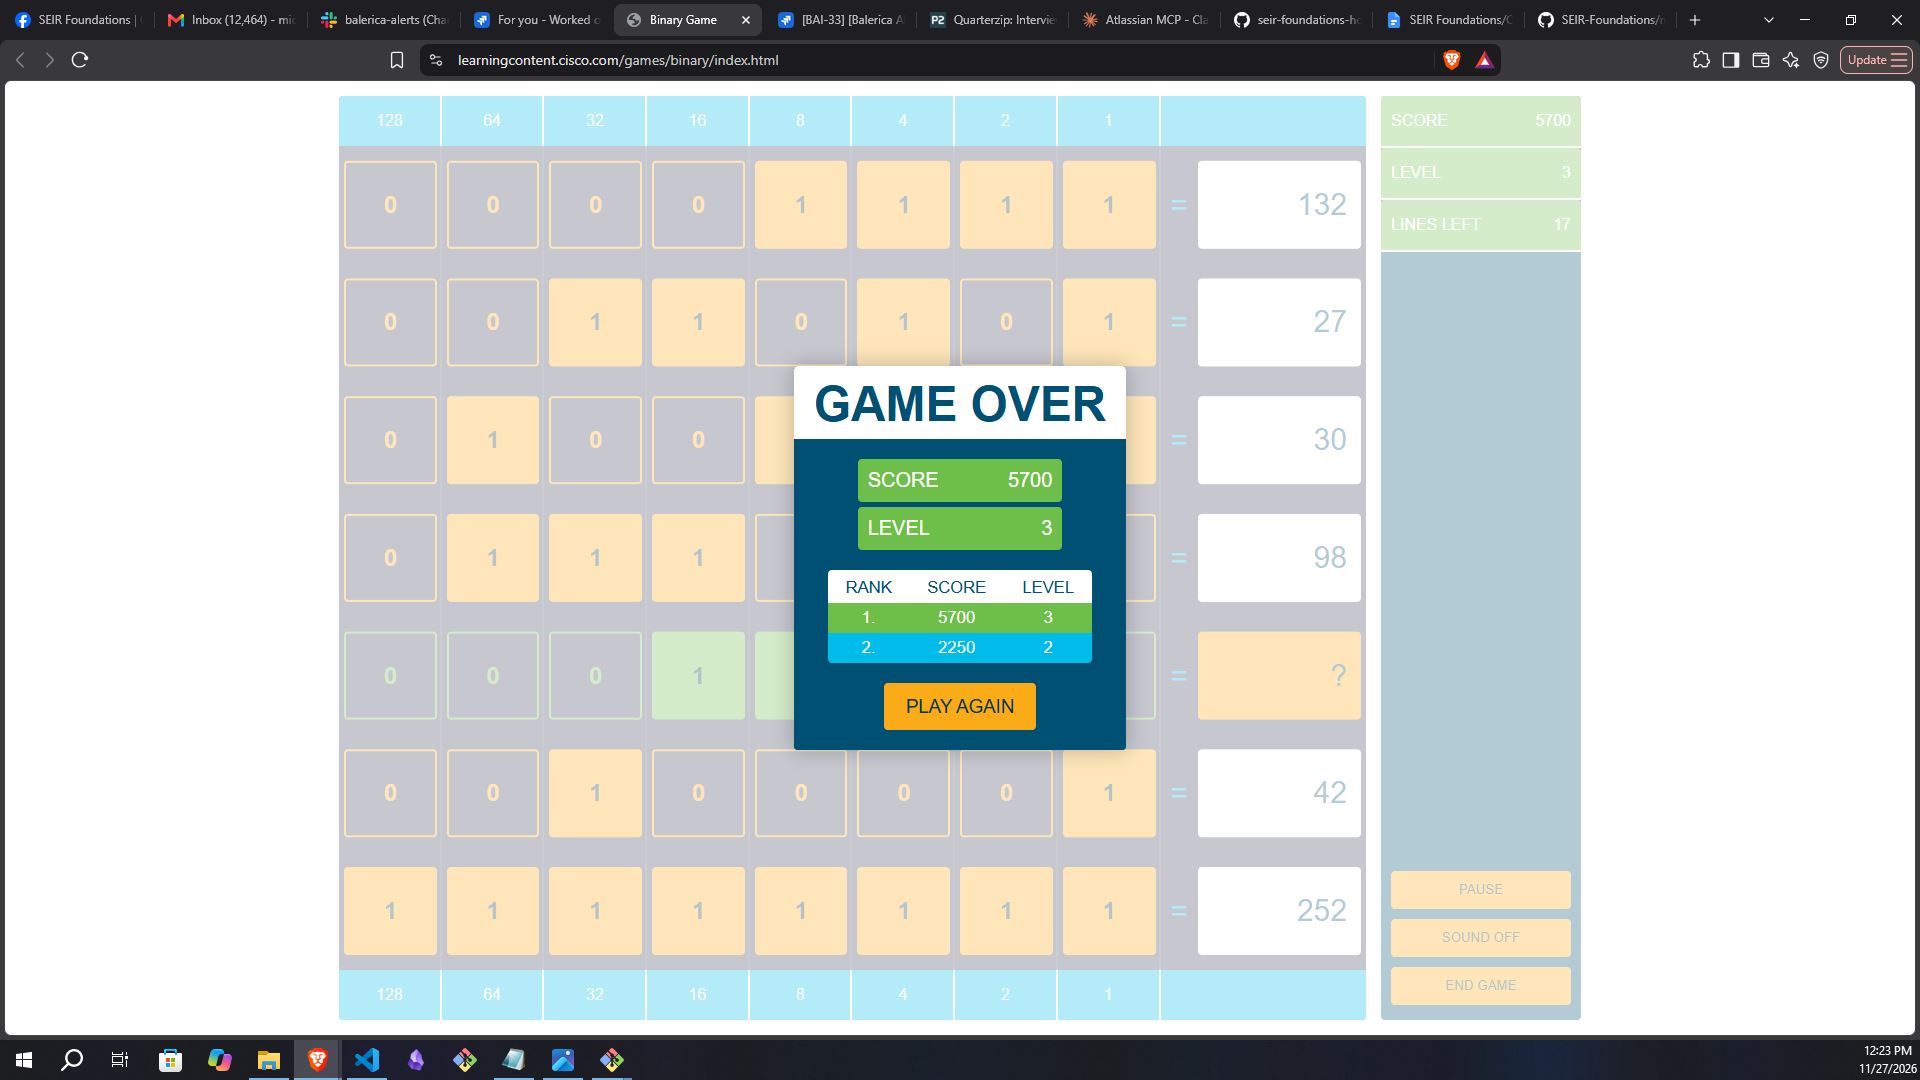 SEIR Foundations |
Inbox (12,464) - mic
balerica-alerts (Cha
For you - Worked o
Binary Game
[BAI-33] [Balerica A
Quarterzip: Intervie
Atlassian MCP - Cla
seir-foundations-ho
SEIR Foundations/C
SEIR-Foundations/m
learningcontent.cisco.com/games/binary/index.html
Update
128 64 32 16 8 4 2 1
SCORE 5700
LEVEL 3
LINES LEFT 17
0 0 0 0 1 1 1 1 = 132
0 0 1 1 0 1 0 1 = 27
0 1 0 0 = 30
0 1 1 1 = 98
0 0 0 1 = ?
0 0 1 0 0 0 0 1 = 42
1 1 1 1 1 1 1 1 = 252
128 64 32 16 8 4 2 1
GAME OVER
SCORE 5700
LEVEL 3
RANK SCORE LEVEL
1. 5700 3
2. 2250 2
PLAY AGAIN
PAUSE
SOUND OFF
END GAME
12:23 PM
11/27/2026